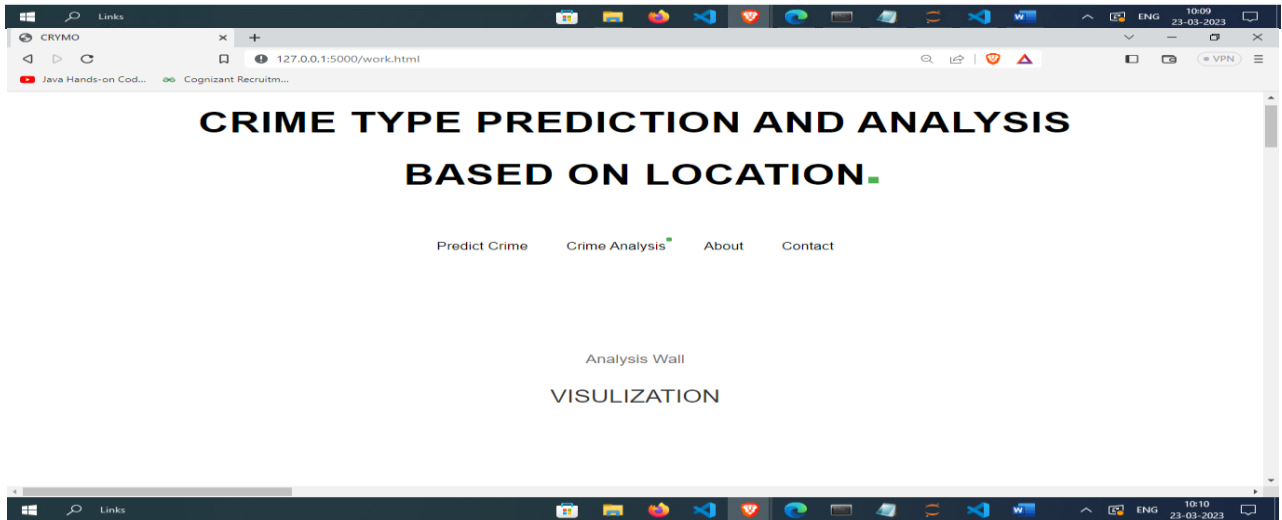 Links
ENG
10:09
23-03-2023
CRYMO
127.0.0.1:5000/work.html
VPN
Java Hands-on Cod...
Cognizant Recruitm...
CRIME TYPE PREDICTION AND ANALYSIS
BASED ON LOCATION.
Predict Crime Crime Analysis About Contact
Analysis Wall
VISULIZATION
Links
ENG
10:10
23-03-2023